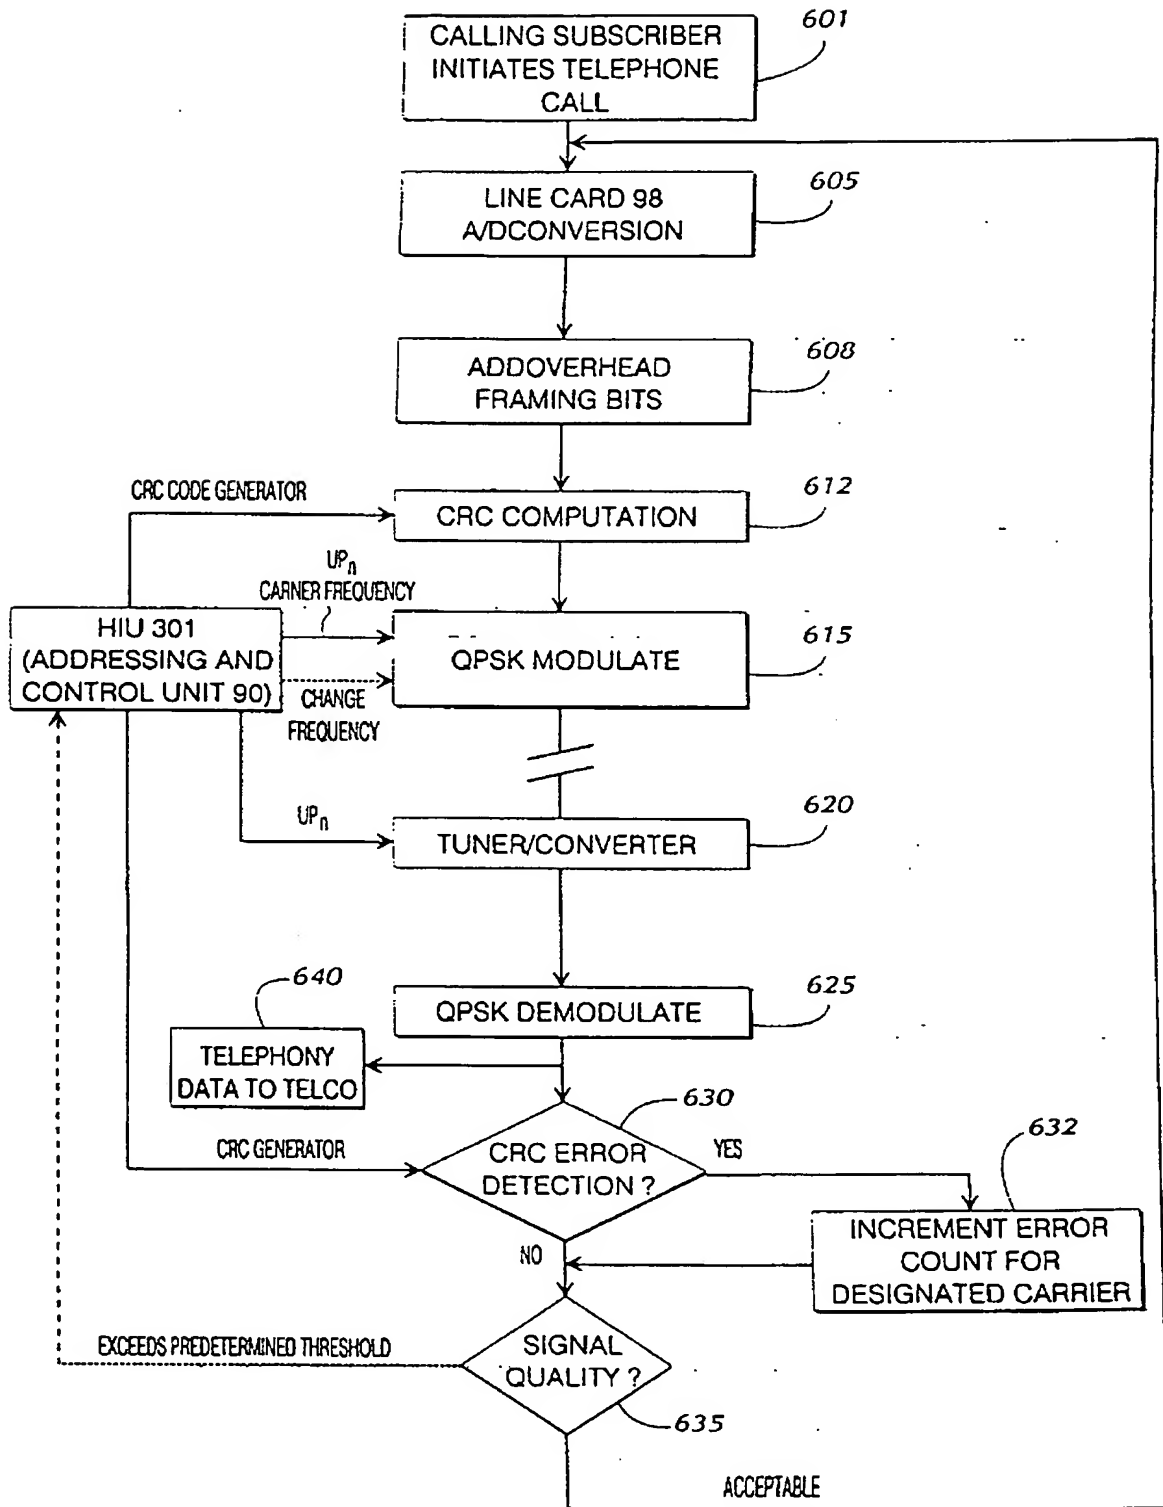 CALLING SUBSCRIBER
INITIATES TELEPHONE
CALL
601
LINE CARD 98
A/DCONVERSION
605
ADDOVERHEAD
FRAMING BITS
608
CRC CODE GENERATOR
CRC COMPUTATION
612
UPn
CARNER FREQUENCY
HIU 301
(ADDRESSING AND
CONTROL UNIT 90)
QPSK MODULATE
615
CHANGE
FREQUENCY
UPn
TUNER/CONVERTER
620
640
QPSK DEMODULATE
625
TELEPHONY
DATA TO TELCO
630
CRC GENERATOR
CRC ERROR
DETECTION ?
YES
632
NO
INCREMENT ERROR
COUNT FOR
DESIGNATED CARRIER
EXCEEDS PREDETERMINED THRESHOLD
SIGNAL
QUALITY ?
635
ACCEPTABLE